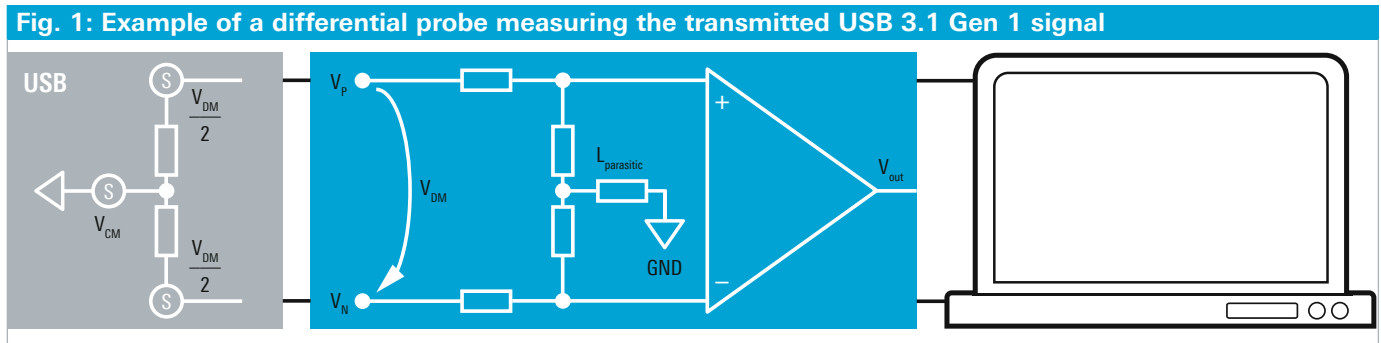 Fig. 1: Example of a differential probe measuring the transmitted USB 3.1 Gen 1 signal
USB
S
V_DM
2
S
V_CM
V_DM
2
S
V_P
V_DM
V_N
L_parasitic
GND
+
−
V_out